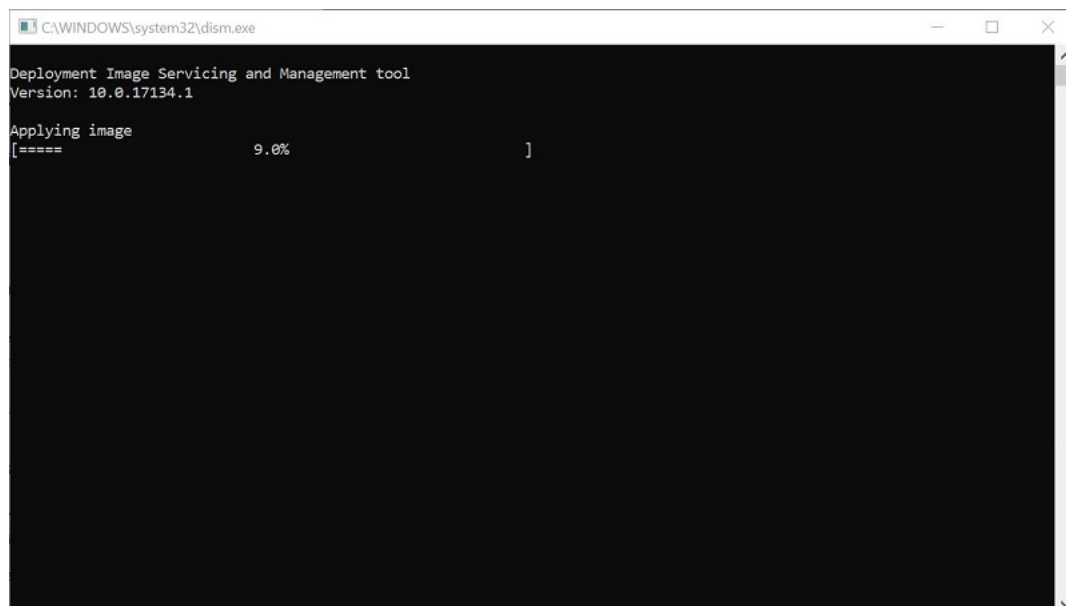 C:\WINDOWS\system32\dism.exe
Deployment Image Servicing and Management tool
Version: 10.0.17134.1
Applying image
[===== 9.0% ]